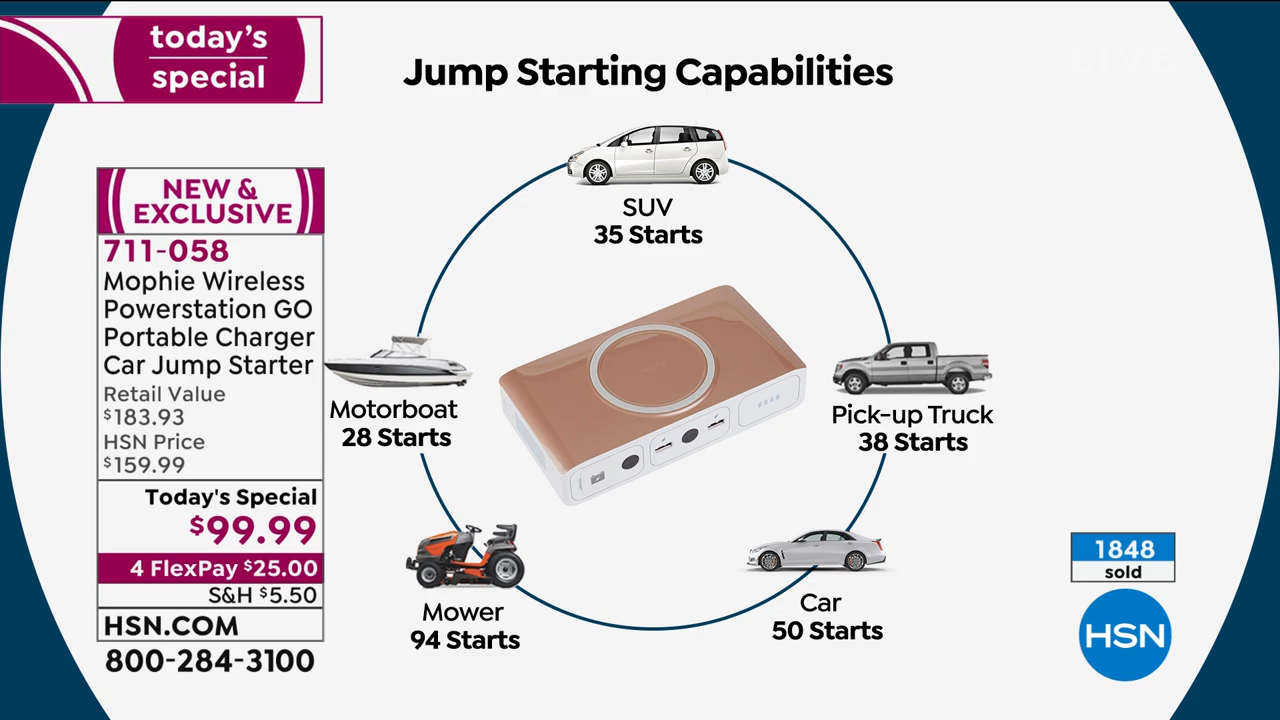 today's
special
Jump Starting Capabilities
LIVE
NEW &
EXCLUSIVE
711-058
Mophie Wireless
Powerstation GO
Portable Charger
Car Jump Starter
Retail Value
$183.93
HSN Price
$159.99
Today's Special
$99.99
4 FlexPay $25.00
S&H $5.50
HSN.COM
800-284-3100
SUV
35 Starts
Motorboat
28 Starts
Pick-up Truck
38 Starts
Mower
94 Starts
Car
50 Starts
1848
sold
HSN